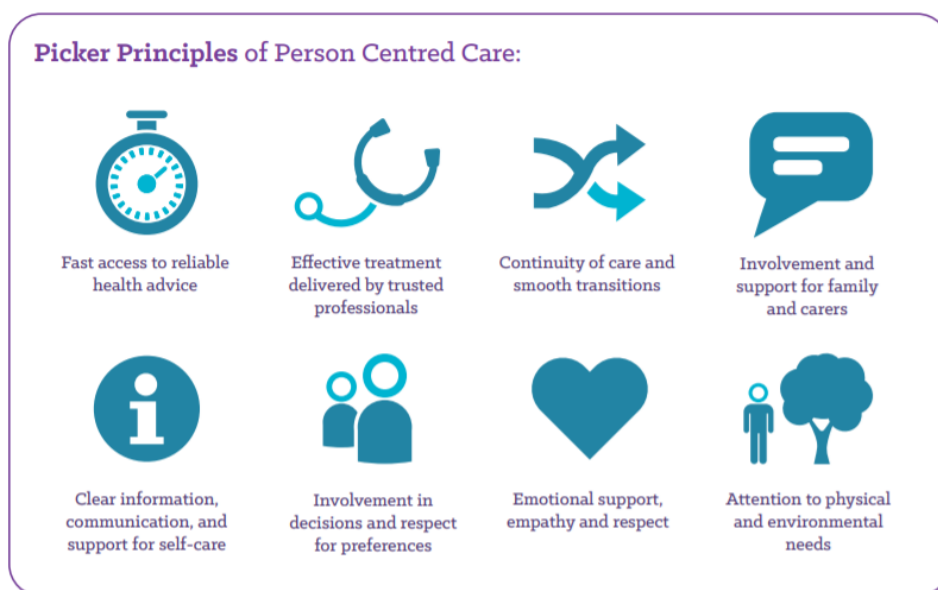 Picker Principles of Person Centred Care:
Fast access to reliable
health advice
Effective treatment
delivered by trusted
professionals
Continuity of care and
smooth transitions
Involvement and
support for family
and carers
Clear information,
communication, and
support for self-care
Involvement in
decisions and respect
for preferences
Emotional support,
empathy and respect
Attention to physical
and environmental
needs